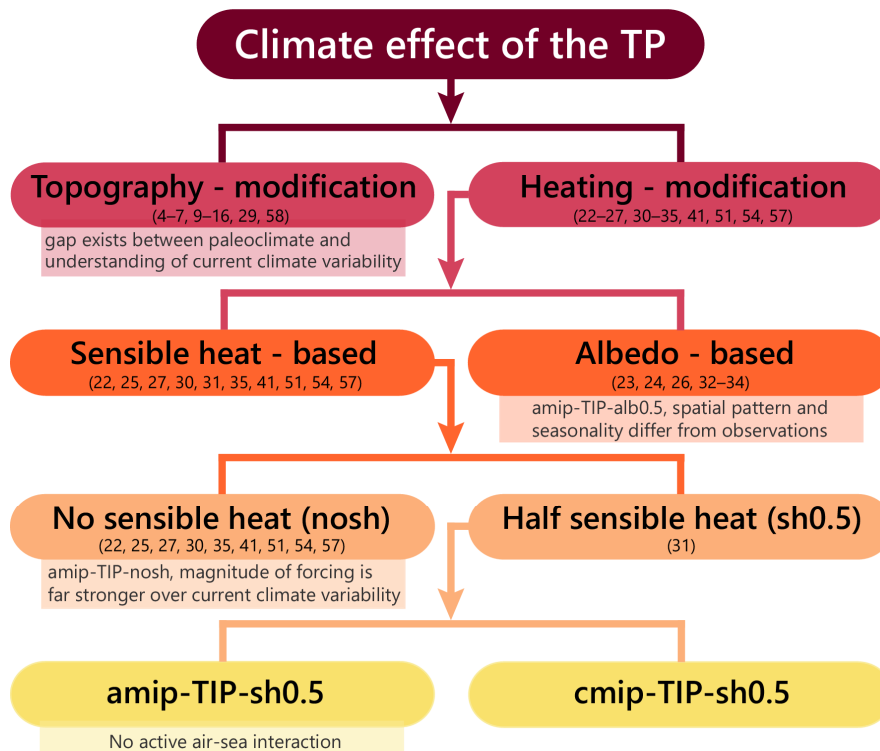 Climate effect of the TP
Topography - modification
(4–7, 9–16, 29, 58)
gap exists between paleoclimate and
understanding of current climate variability
Heating - modification
(22–27, 30–35, 41, 51, 54, 57)
Sensible heat - based
(22, 25, 27, 30, 31, 35, 41, 51, 54, 57)
Albedo - based
(23, 24, 26, 32–34)
amip-TIP-alb0.5, spatial pattern and
seasonality differ from observations
No sensible heat (nosh)
(22, 25, 27, 30, 35, 41, 51, 54, 57)
amip-TIP-nosh, magnitude of forcing is
far stronger over current climate variability
Half sensible heat (sh0.5)
(31)
amip-TIP-sh0.5
No active air-sea interaction
cmip-TIP-sh0.5